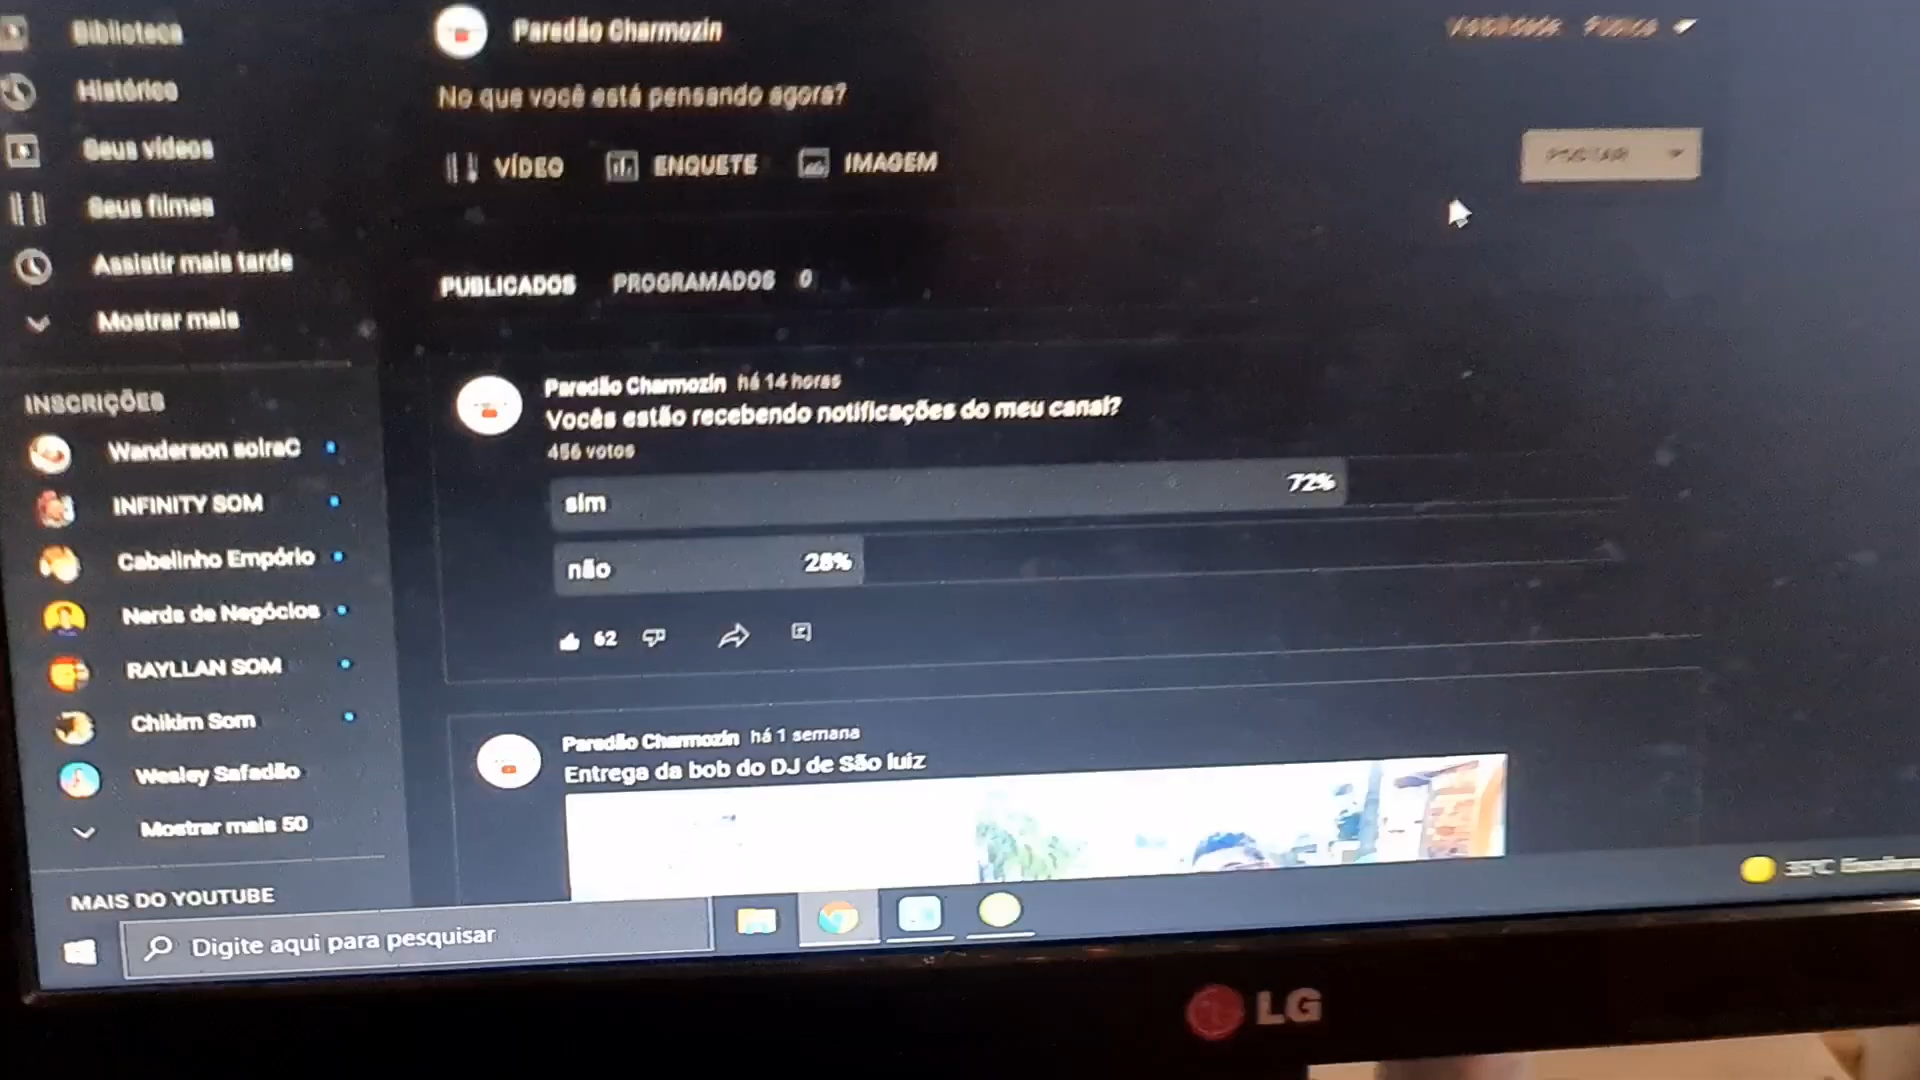 Biblioteca
Histórico
Seus vídeos
Seus filmes
Assistir mais tarde
Mostrar mais
INSCRIÇÕES
Wanderson solraC
INFINITY SOM
Cabelinho Empório
Nerds de Negócios
RAYLLAN SOM
Chikim Som
Wesley Safadão
Mostrar mais 50
MAIS DO YOUTUBE
Paredão Charmozin
Visibilidade Pública
No que você está pensando agora?
VÍDEO ENQUETE IMAGEM
POSTAR
PUBLICADOS PROGRAMADOS 0
Paredão Charmozin há 14 horas
Vocês estão recebendo notificações do meu canal?
456 votos
sim 72%
não 28%
62
Paredão Charmozin há 1 semana
Entrega da bob do DJ de São luiz
Digite aqui para pesquisar
LG